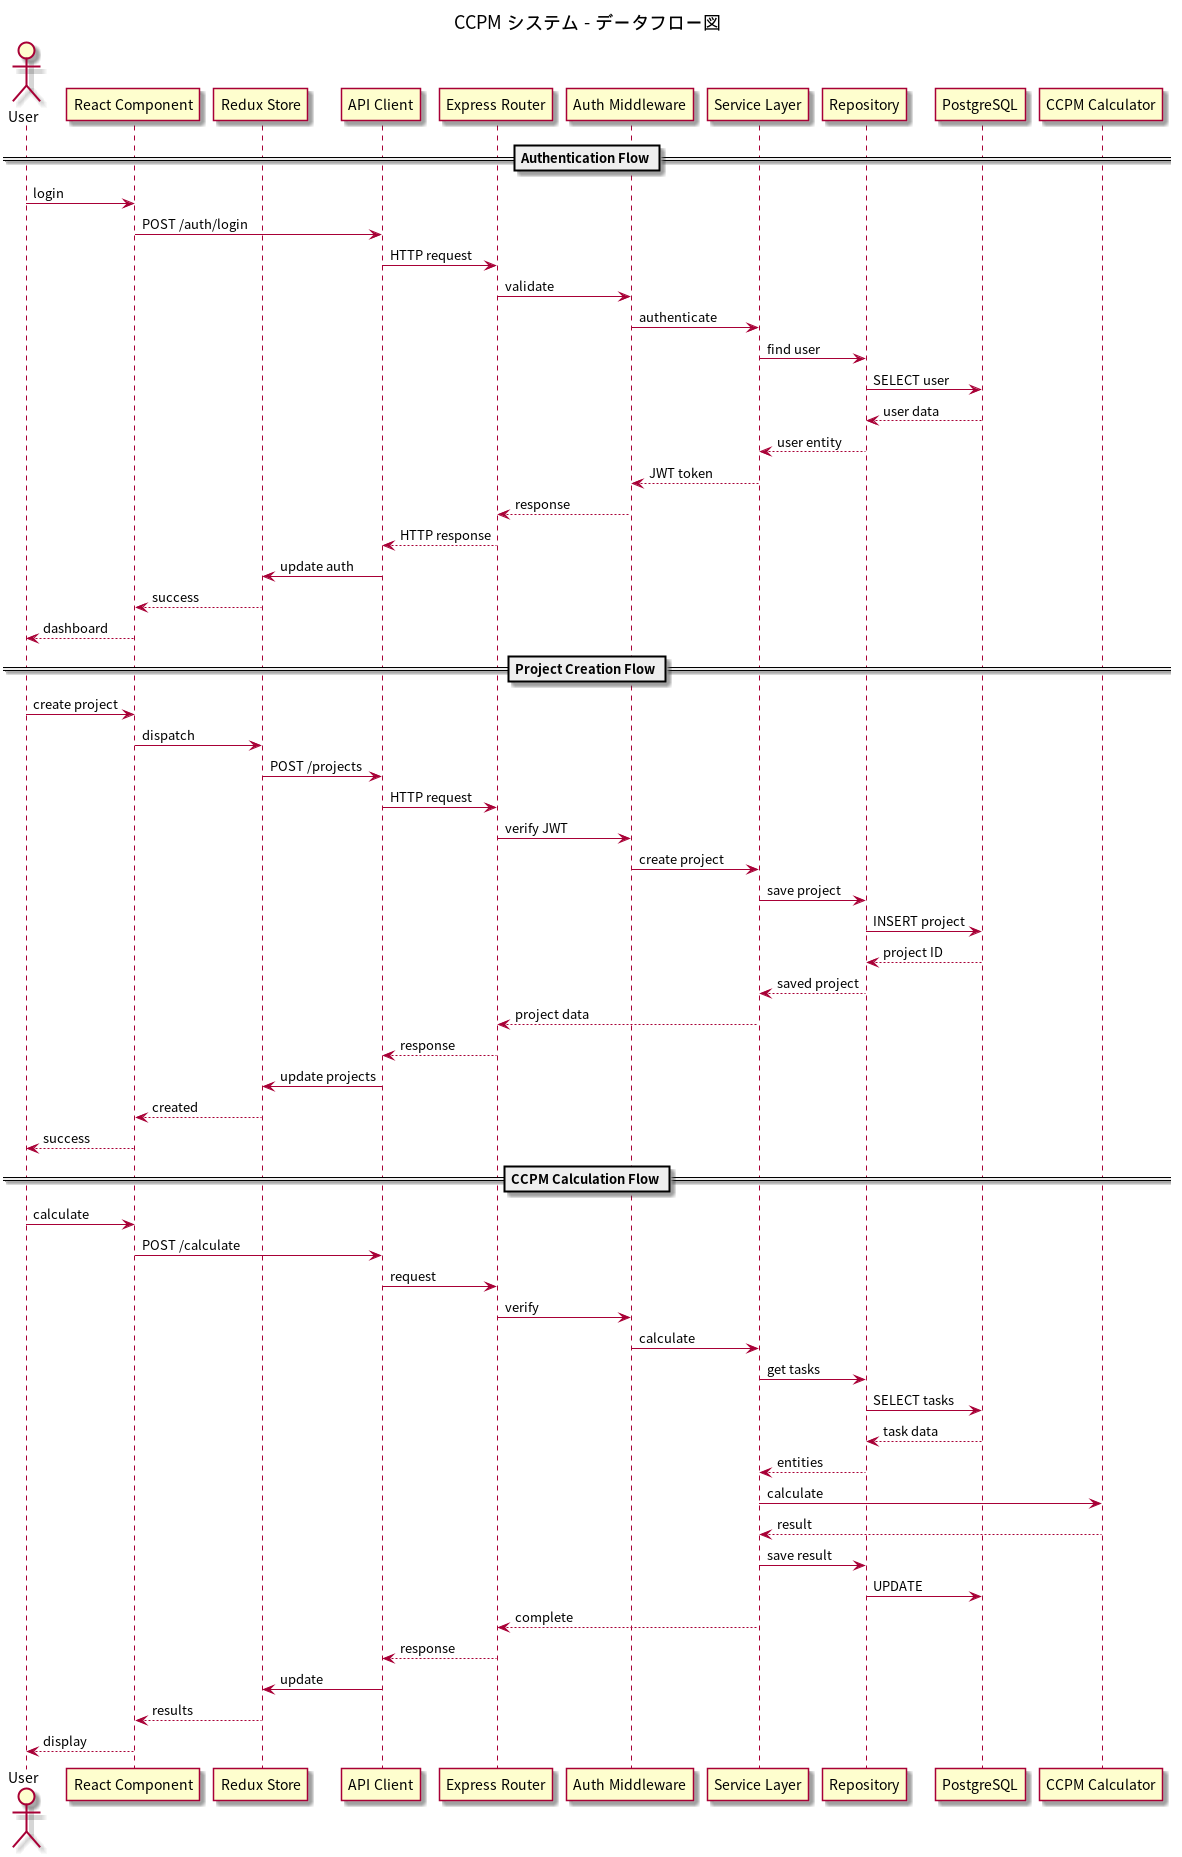 CCPM システム - データフロー図
User
React Component
Redux Store
API Client
Express Router
Auth Middleware
Service Layer
Repository
PostgreSQL
CCPM Calculator
Authentication Flow
login
POST /auth/login
HTTP request
validate
authenticate
find user
SELECT user
user data
user entity
JWT token
response
HTTP response
update auth
success
dashboard
Project Creation Flow
create project
dispatch
POST /projects
HTTP request
verify JWT
create project
save project
INSERT project
project ID
saved project
project data
response
update projects
created
success
CCPM Calculation Flow
calculate
POST /calculate
request
verify
calculate
get tasks
SELECT tasks
task data
entities
calculate
result
save result
UPDATE
complete
response
update
results
display
User
React Component
Redux Store
API Client
Express Router
Auth Middleware
Service Layer
Repository
PostgreSQL
CCPM Calculator